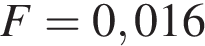 F = 0,016